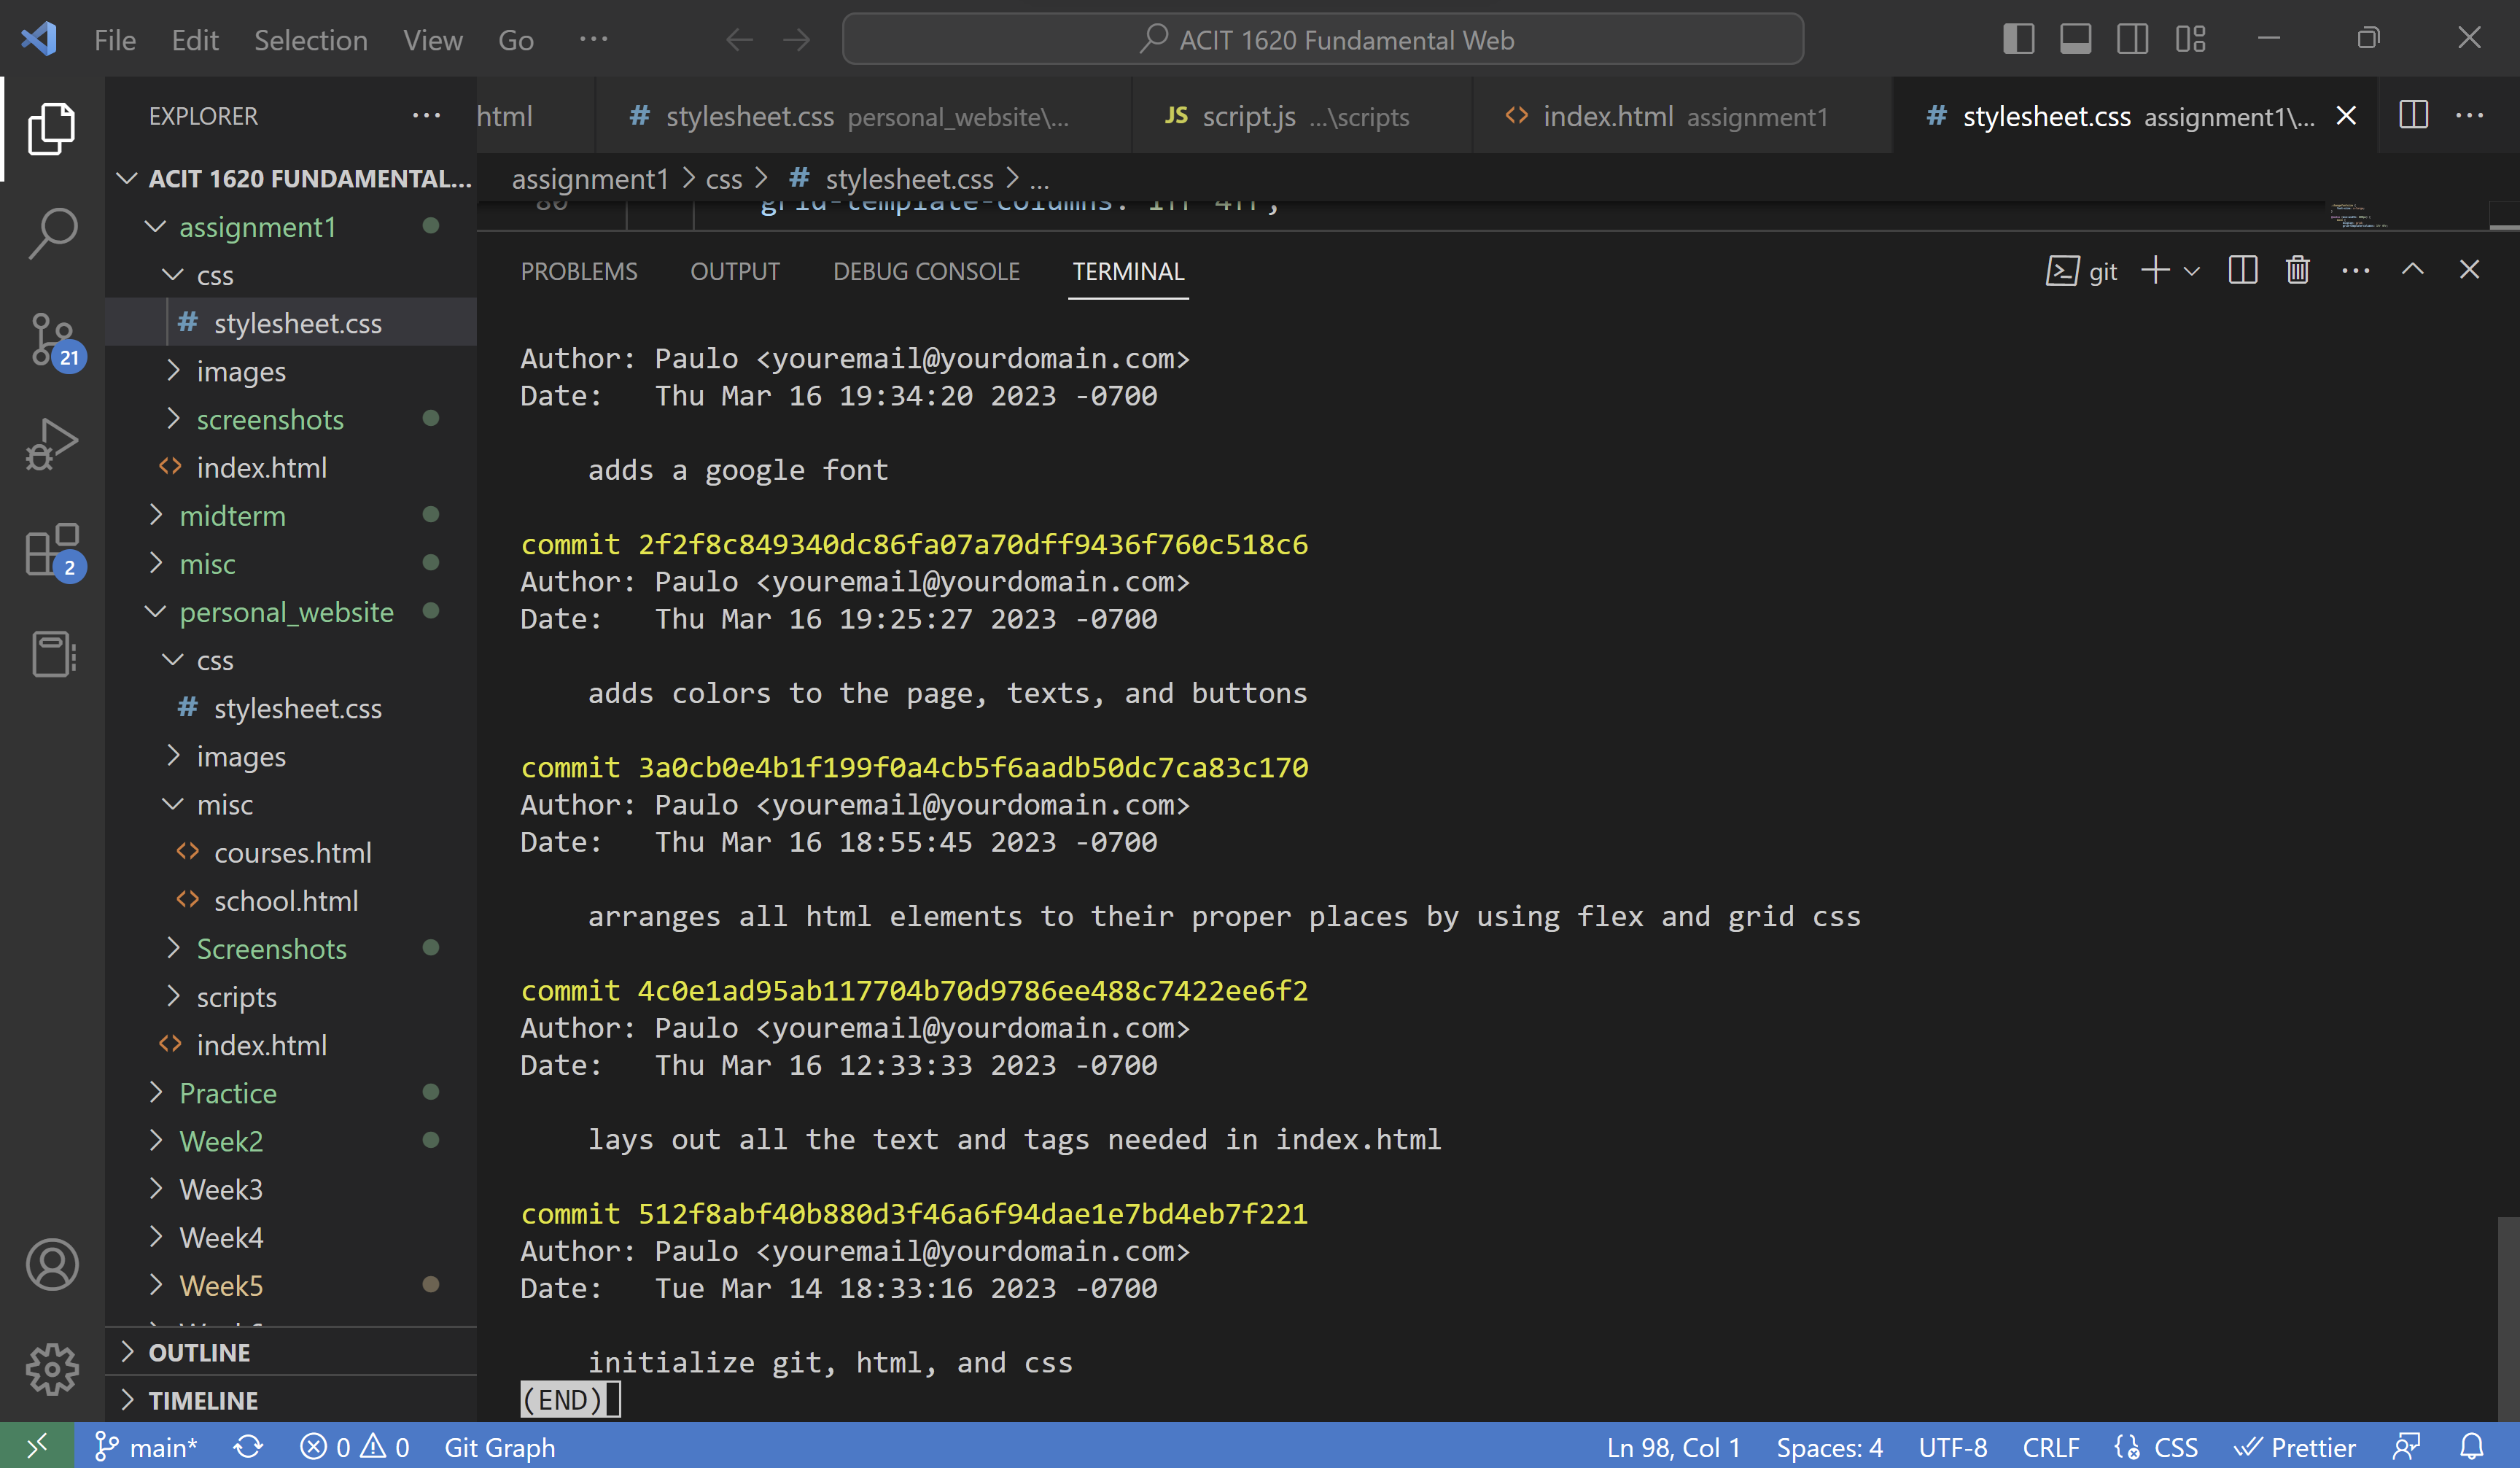 File Edit Selection View Go ...
ACIT 1620 Fundamental Web
EXPLORER ...
ACIT 1620 FUNDAMENTAL...
assignment1
css
# stylesheet.css
images
screenshots
<> index.html
midterm
misc
personal_website
css
# stylesheet.css
images
misc
<> courses.html
<> school.html
Screenshots
scripts
<> index.html
Practice
Week2
Week3
Week4
Week5
OUTLINE
TIMELINE
21
2
html
# stylesheet.css personal_website\...
JS script.js ...\scripts
<> index.html assignment1
# stylesheet.css assignment1\...
assignment1 > css > # stylesheet.css > ...
80 grid-template-columns: 1fr 4fr;
PROBLEMS OUTPUT DEBUG CONSOLE TERMINAL
git
Author: Paulo <youremail@yourdomain.com>
Date:   Thu Mar 16 19:34:20 2023 -0700
adds a google font
commit 2f2f8c849340dc86fa07a70dff9436f760c518c6
Author: Paulo <youremail@yourdomain.com>
Date:   Thu Mar 16 19:25:27 2023 -0700
adds colors to the page, texts, and buttons
commit 3a0cb0e4b1f199f0a4cb5f6aadb50dc7ca83c170
Author: Paulo <youremail@yourdomain.com>
Date:   Thu Mar 16 18:55:45 2023 -0700
arranges all html elements to their proper places by using flex and grid css
commit 4c0e1ad95ab117704b70d9786ee488c7422ee6f2
Author: Paulo <youremail@yourdomain.com>
Date:   Thu Mar 16 12:33:33 2023 -0700
lays out all the text and tags needed in index.html
commit 512f8abf40b880d3f46a6f94dae1e7bd4eb7f221
Author: Paulo <youremail@yourdomain.com>
Date:   Tue Mar 14 18:33:16 2023 -0700
initialize git, html, and css
(END)
main* 0 0 Git Graph
Ln 98, Col 1 Spaces: 4 UTF-8 CRLF CSS Prettier